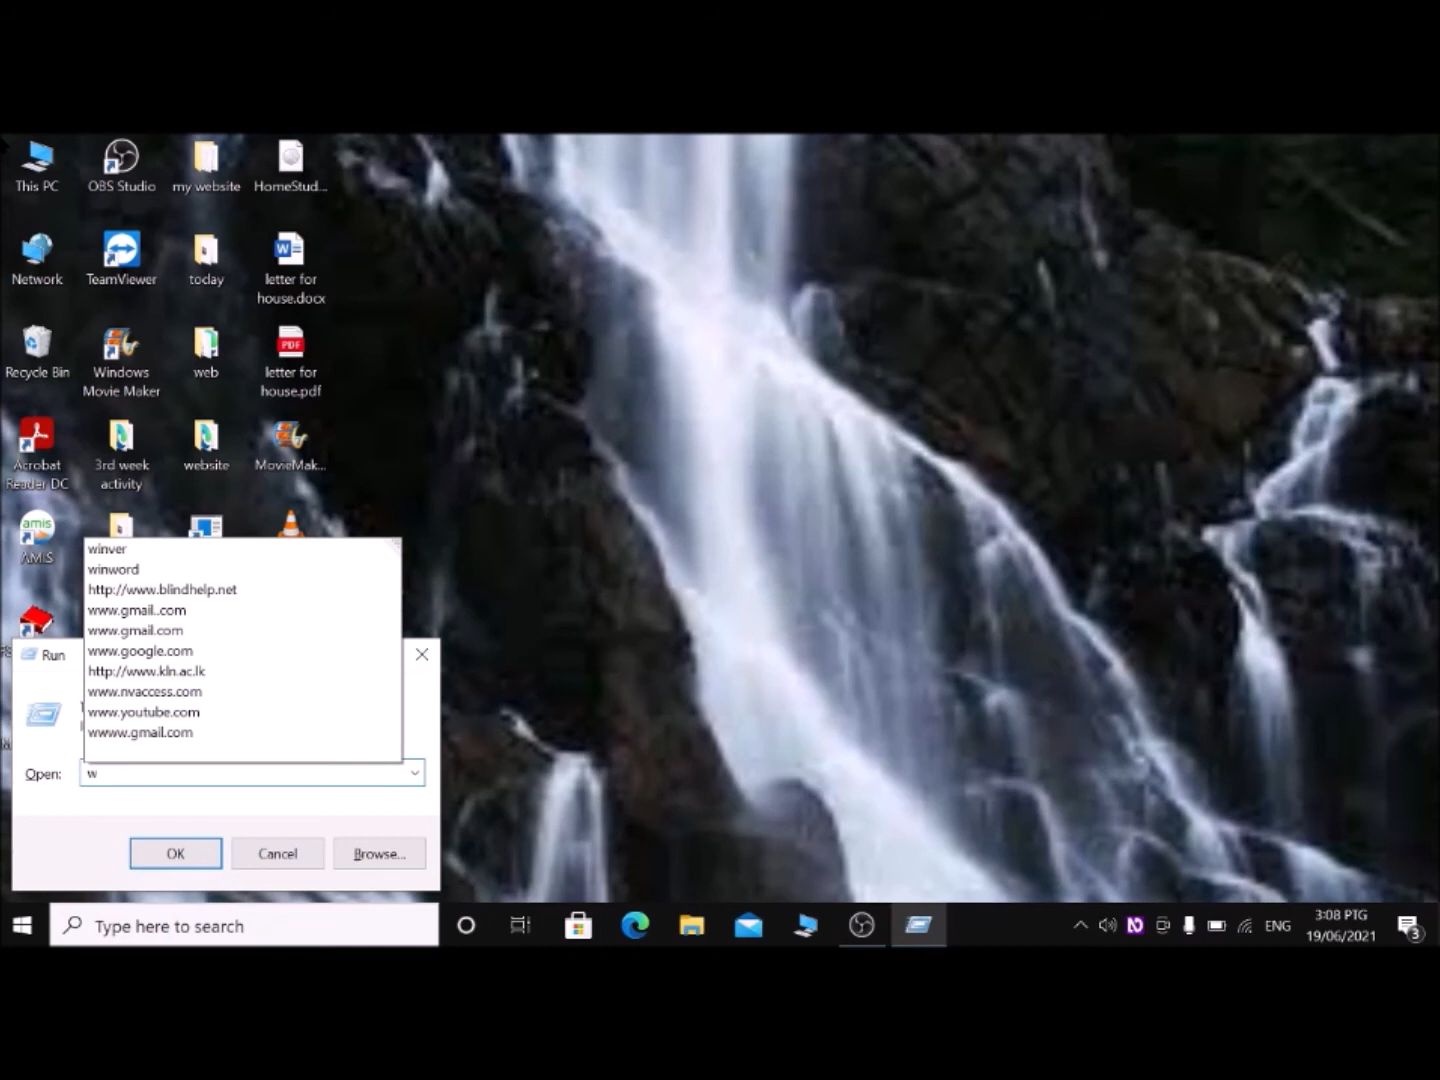 This PC
OBS Studio
my website
HomeStud...
Network
TeamViewer
today
letter for
house.docx
Recycle Bin
Windows
Movie Maker
web
PDF
letter for
house.pdf
Acrobat
Reader DC
3rd week
activity
website
MovieMak...
amis
AMIS
winver
winword
http://www.blindhelp.net
www.gmail..com
www.gmail.com
www.google.com
http://www.kln.ac.lk
www.nvaccess.com
www.youtube.com
wwww.gmail.com
Run
Open:
w
OK
Cancel
Browse...
Type here to search
ENG
3:08 PTG
19/06/2021
3